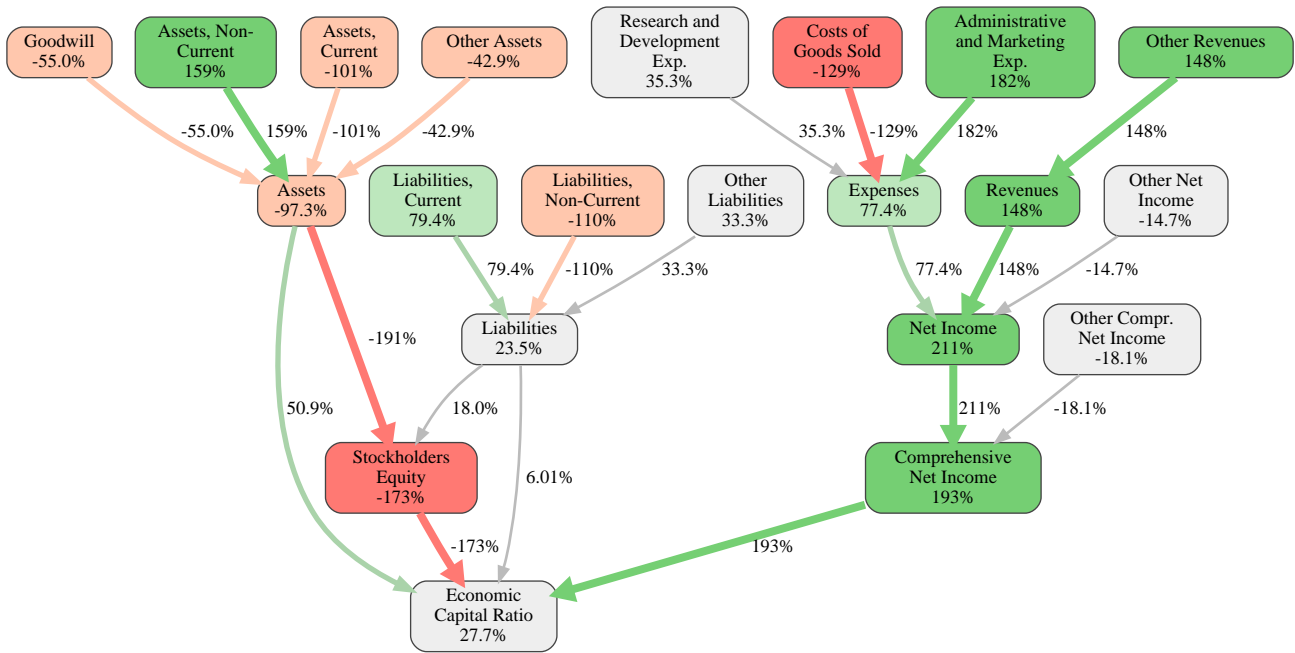 Goodwill
-55.0%
Assets, Non-
Current
159%
Assets,
Current
-101%
Other Assets
-42.9%
Research and
Development
Exp.
35.3%
Costs of
Goods Sold
-129%
Administrative
and Marketing
Exp.
182%
Other Revenues
148%
-55.0%
159%
-101%
-42.9%
35.3%
-129%
182%
148%
Assets
-97.3%
Liabilities,
Current
79.4%
Liabilities,
Non-Current
-110%
Other
Liabilities
33.3%
Expenses
77.4%
Revenues
148%
Other Net
Income
-14.7%
79.4%
-110%
33.3%
77.4%
148%
-14.7%
-191%
Liabilities
23.5%
Net Income
211%
Other Compr.
Net Income
-18.1%
50.9%
18.0%
211%
-18.1%
Stockholders
Equity
-173%
6.01%
Comprehensive
Net Income
193%
-173%
193%
Economic
Capital Ratio
27.7%